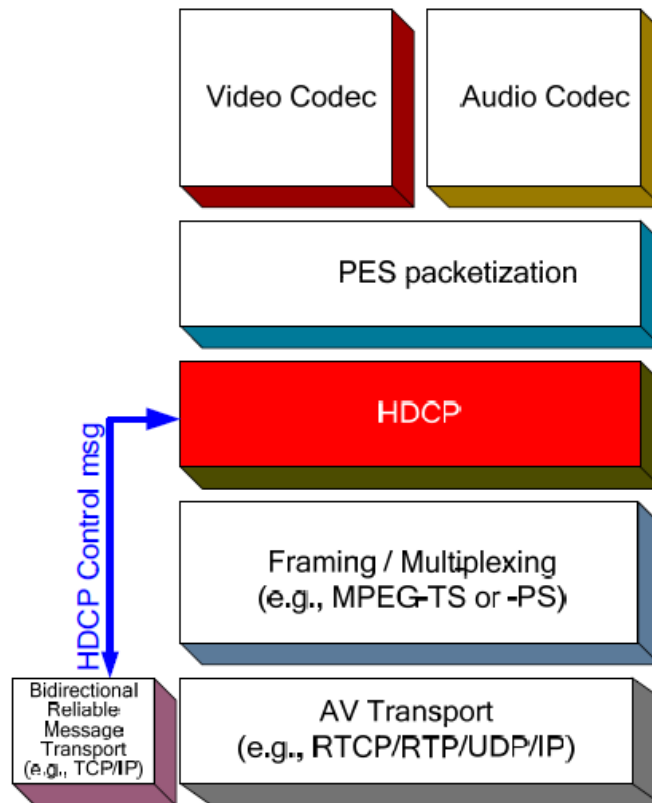 Video Codec
Audio Codec
PES packetization
HDCP
HDCP Control msg
Framing / Multiplexing
(e.g., MPEG-TS or -PS)
Bidirectional
Reliable
Message
Transport
(e.g., TCP/IP)
AV Transport
(e.g., RTCP/RTP/UDP/IP)